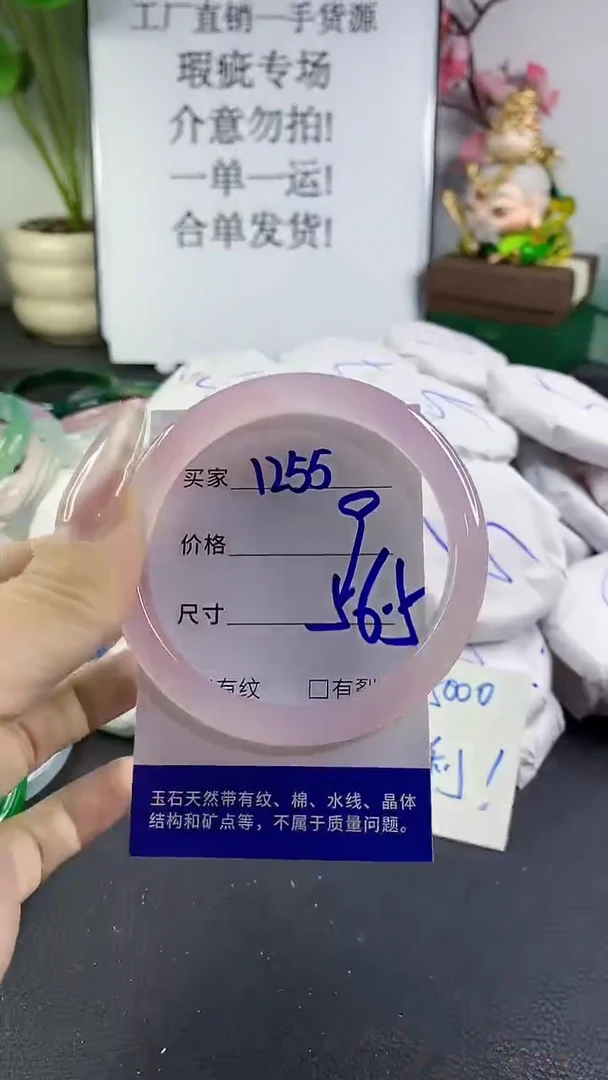 工厂直销一手货源
瑕疵专场
介意勿拍!
一单一运!
合单发货!
买家 1255
价格
尺寸 56.5
有纹 □有裂
5000
利!
玉石天然带有纹、棉、水线、晶体
结构和矿点等，不属于质量问题。